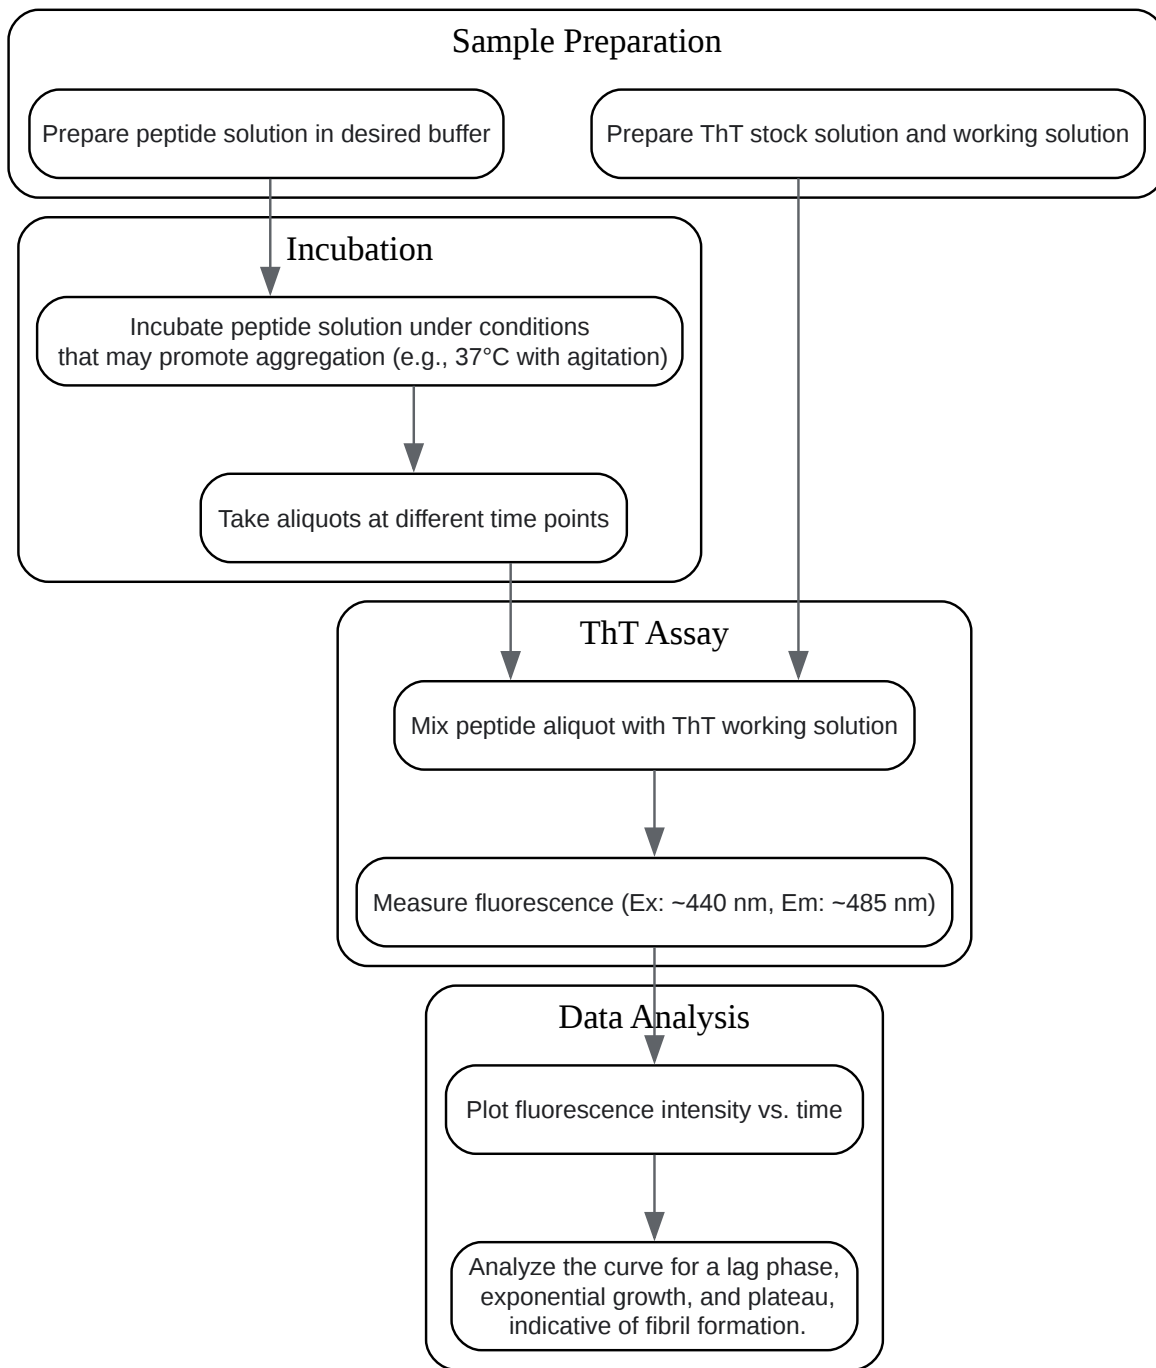 Sample Preparation
Prepare peptide solution in desired buffer
Prepare ThT stock solution and working solution
Incubation
Incubate peptide solution under conditions
that may promote aggregation (e.g., 37°C with agitation)
Take aliquots at different time points
ThT Assay
Mix peptide aliquot with ThT working solution
Measure fluorescence (Ex: ~440 nm, Em: ~485 nm)
Data Analysis
Plot fluorescence intensity vs. time
Analyze the curve for a lag phase,
exponential growth, and plateau,
indicative of fibril formation.